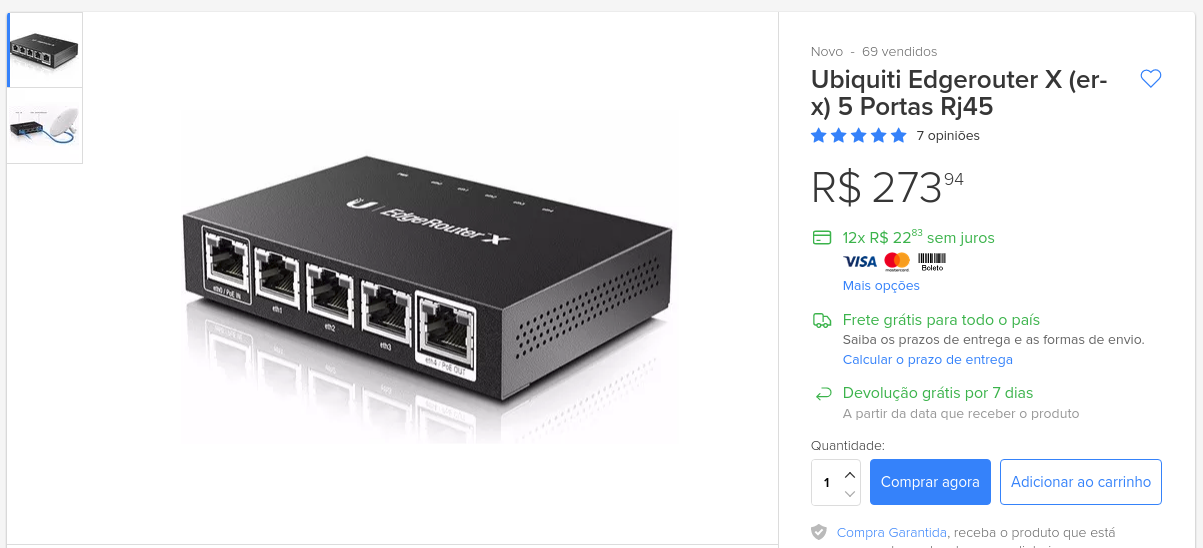 Novo - 69 vendidos
Ubiquiti Edgerouter X (er-
x) 5 Portas Rj45
7 opiniões
R$ 273 94
12x R$ 22 83 sem juros
VISA mastercard Boleto
Mais opções
Frete grátis para todo o país
Saiba os prazos de entrega e as formas de envio.
Calcular o prazo de entrega
Devolução grátis por 7 dias
A partir da data que receber o produto
Quantidade:
1 Comprar agora Adicionar ao carrinho
Compra Garantida, receba o produto que está
EdgeRouter X
eth0 / PoE IN
eth1
eth2
eth3
eth4 / PoE OUT